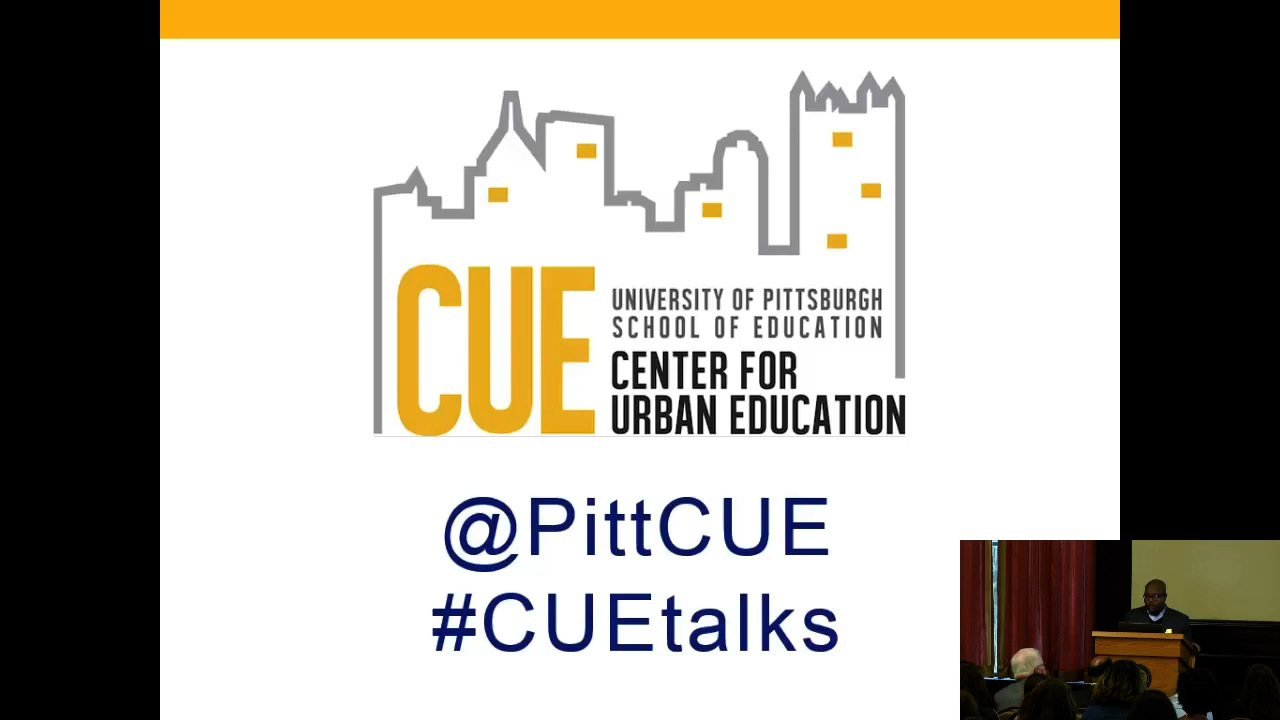 CUE
UNIVERSITY OF PITTSBURGH
SCHOOL OF EDUCATION
CENTER FOR
URBAN EDUCATION
@PittCUE
#CUEtalks